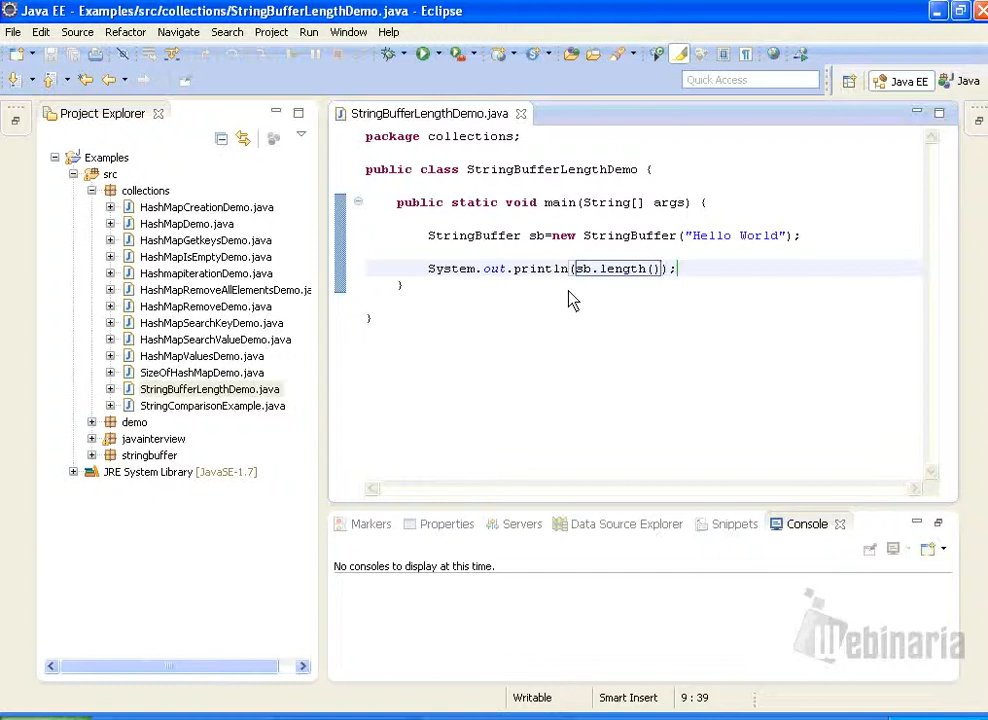 Java EE - Examples/src/collections/StringBufferLengthDemo.java - Eclipse
File Edit Source Refactor Navigate Search Project Run Window Help
Quick Access
Java EE
Java
Project Explorer
StringBufferLengthDemo.java
Examples
src
collections
HashMapCreationDemo.java
HashMapDemo.java
HashMapGetkeysDemo.java
HashMapIsEmptyDemo.java
HashmapiterationDemo.java
HashMapRemoveAllElementsDemo.ja
HashMapRemoveDemo.java
HashMapSearchKeyDemo.java
HashMapSearchValueDemo.java
HashMapValuesDemo.java
SizeOfHashMapDemo.java
StringBufferLengthDemo.java
StringComparisonExample.java
demo
javainterview
stringbuffer
JRE System Library [JavaSE-1.7]
package collections;
public class StringBufferLengthDemo {
public static void main(String[] args) {
StringBuffer sb=new StringBuffer("Hello World");
System.out.println(sb.length());
}
}
Markers Properties Servers Data Source Explorer Snippets Console
No consoles to display at this time.
Webinaria
Writable Smart Insert 9 : 39